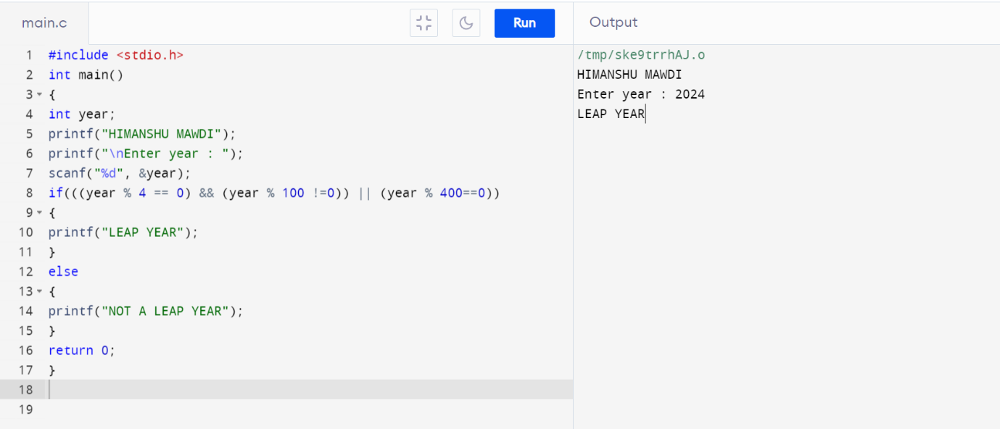 main.c
Run
Output
1 #include <stdio.h>
2 int main()
3 {
4 int year;
5 printf("HIMANSHU MAWDI");
6 printf("\nEnter year : ");
7 scanf("%d", &year);
8 if(((year % 4 == 0) && (year % 100 !=0)) || (year % 400==0))
9 {
10 printf("LEAP YEAR");
11 }
12 else
13 {
14 printf("NOT A LEAP YEAR");
15 }
16 return 0;
17 }
18
19
/tmp/ske9trrhAJ.o
HIMANSHU MAWDI
Enter year : 2024
LEAP YEAR